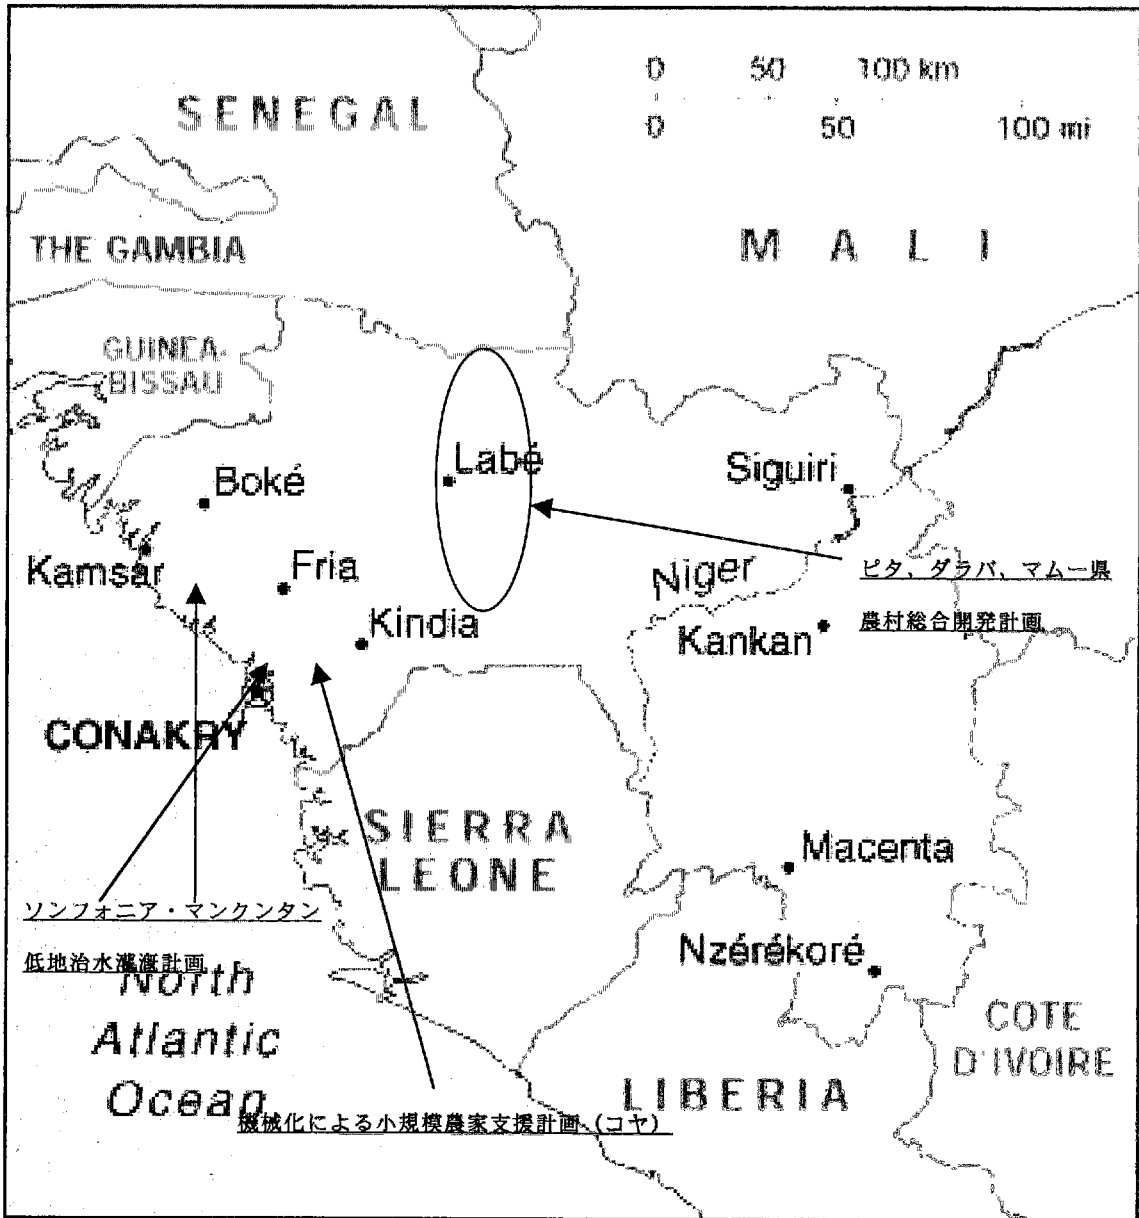 0 50 100 km
0 50 100 mi
SENEGAL
THE GAMBIA
MALI
GUINEA-
BISSAU
Labé
Boké
Siguiri
Kamsar
Fria
Niger
ピタ、ダラバ、マムー県
農村総合開発計画
Kindia
Kankan
CONAKRY
SIERRA
LEONE
Macenta
ソンフォニア・マンクンタン
低地治水灌漑計画
Nzérékoré
North
Atlantic
Ocean
COTE
D'IVOIRE
LIBERIA
機械化による小規模農家支援計画（コヤ）